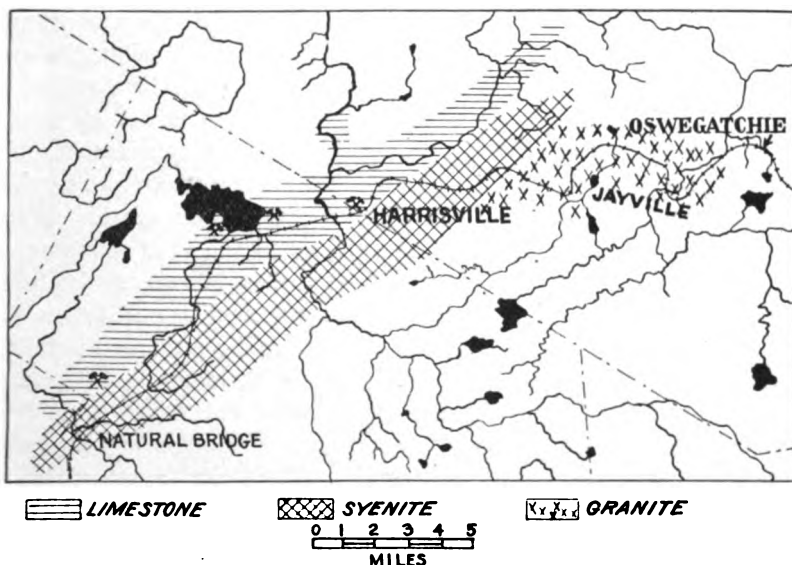 OSWEGATCHIE
JAYVILLE
HARRISVILLE
NATURAL BRIDGE
LIMESTONE
SYENITE
GRANITE
0 1 2 3 4 5
MILES